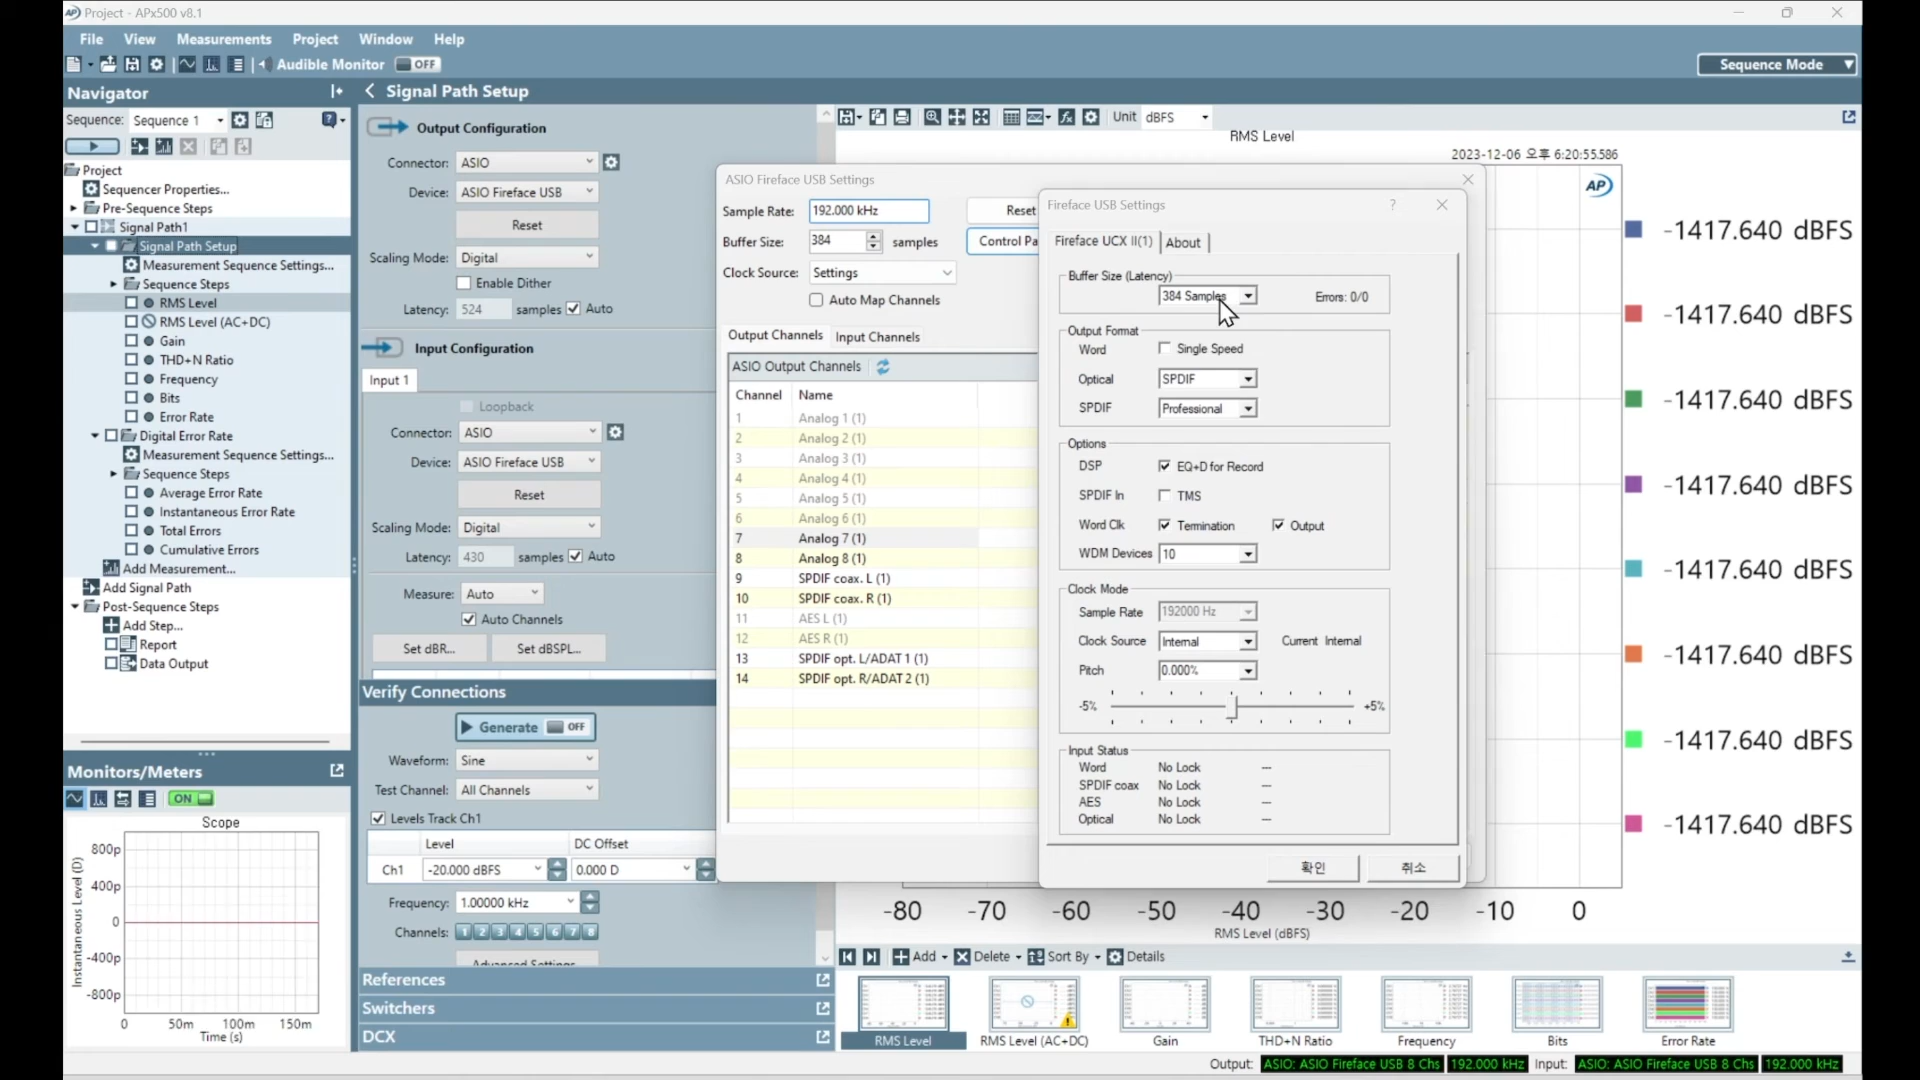 Project - APx500 v8.1
File View Measurements Project Window Help
Audible Monitor OFF
Sequence Mode
Navigator
Sequence: Sequence 1
Project
Sequencer Properties...
Pre-Sequence Steps
Signal Path1
Signal Path Setup
Measurement Sequence Settings...
Sequence Steps
RMS Level
RMS Level (AC+DC)
Gain
THD+N Ratio
Frequency
Bits
Error Rate
Digital Error Rate
Measurement Sequence Settings...
Sequence Steps
Average Error Rate
Instantaneous Error Rate
Total Errors
Cumulative Errors
Add Measurement...
Add Signal Path
Post-Sequence Steps
Add Step...
Report
Data Output
Monitors/Meters
ON
Scope
Instantaneous Level (D)
800p
400p
0
-400p
-800p
0 50m 100m 150m
Time (s)
Signal Path Setup
Output Configuration
Connector: ASIO
Device: ASIO Fireface USB
Reset
Scaling Mode: Digital
Enable Dither
Latency: 524 samples Auto
Input Configuration
Input 1
Loopback
Connector: ASIO
Device: ASIO Fireface USB
Reset
Scaling Mode: Digital
Latency: 430 samples Auto
Measure: Auto
Auto Channels
Set dBR... Set dBSPL...
Verify Connections
Generate OFF
Waveform: Sine
Test Channel: All Channels
Levels Track Ch1
Level DC Offset
Ch1 -20.000 dBFS 0.000 D
Frequency: 1.00000 kHz
Channels: 1 2 3 4 5 6 7 8
Advanced Settings
References
Switchers
DCX
Unit dBFS
RMS Level
2023-12-06 오후 6:20:55.586
AP
ASIO Fireface USB Settings
Sample Rate: 192.000 kHz Reset
Buffer Size: 384 samples Control Pa
Clock Source: Settings
Auto Map Channels
Output Channels Input Channels
ASIO Output Channels
Channel Name
1 Analog 1 (1)
2 Analog 2 (1)
3 Analog 3 (1)
4 Analog 4 (1)
5 Analog 5 (1)
6 Analog 6 (1)
7 Analog 7 (1)
8 Analog 8 (1)
9 SPDIF coax. L (1)
10 SPDIF coax. R (1)
11 AES L (1)
12 AES R (1)
13 SPDIF opt. L/ADAT 1 (1)
14 SPDIF opt. R/ADAT 2 (1)
Fireface USB Settings ?
Fireface UCX II(1) About
Buffer Size (Latency)
384 Samples Errors: 0/0
Output Format
Word Single Speed
Optical SPDIF
SPDIF Professional
Options
DSP EQ+D for Record
SPDIF In TMS
Word Clk Termination Output
WDM Devices 10
Clock Mode
Sample Rate 192000 Hz
Clock Source Internal Current Internal
Pitch 0.000%
-5% +5%
Input Status
Word No Lock ---
SPDIF coax No Lock ---
AES No Lock ---
Optical No Lock ---
확인 취소
-1417.640 dBFS
-1417.640 dBFS
-1417.640 dBFS
-1417.640 dBFS
-1417.640 dBFS
-1417.640 dBFS
-1417.640 dBFS
-1417.640 dBFS
-80 -70 -60 -50 -40 -30 -20 -10 0
RMS Level (dBFS)
Add Delete Sort By Details
RMS Level RMS Level (AC+DC) Gain THD+N Ratio Frequency Bits Error Rate
Output: ASIO: ASIO Fireface USB 8 Chs 192.000 kHz Input: ASIO: ASIO Fireface USB 8 Chs 192.000 kHz